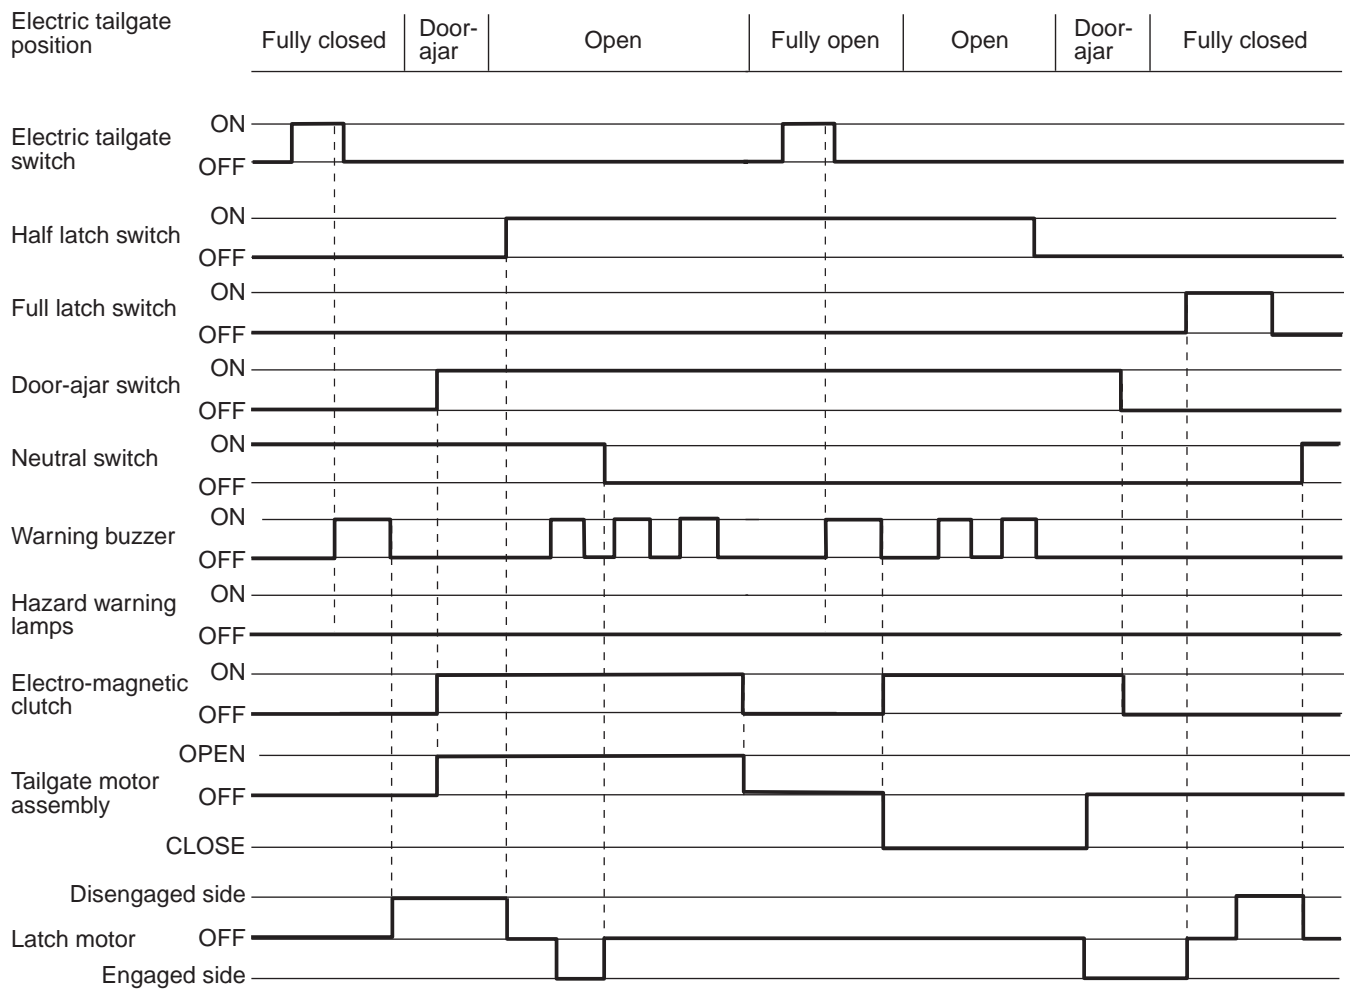 Electric tailgate
position
Fully closed
Door-
ajar
Open
Fully open
Open
Door-
ajar
Fully closed
Electric tailgate
switch
ON
OFF
Half latch switch
ON
OFF
Full latch switch
ON
OFF
Door-ajar switch
ON
OFF
Neutral switch
ON
OFF
Warning buzzer
ON
OFF
Hazard warning
lamps
ON
OFF
Electro-magnetic
clutch
ON
OFF
Tailgate motor
assembly
OPEN
OFF
CLOSE
Latch motor
Disengaged side
OFF
Engaged side